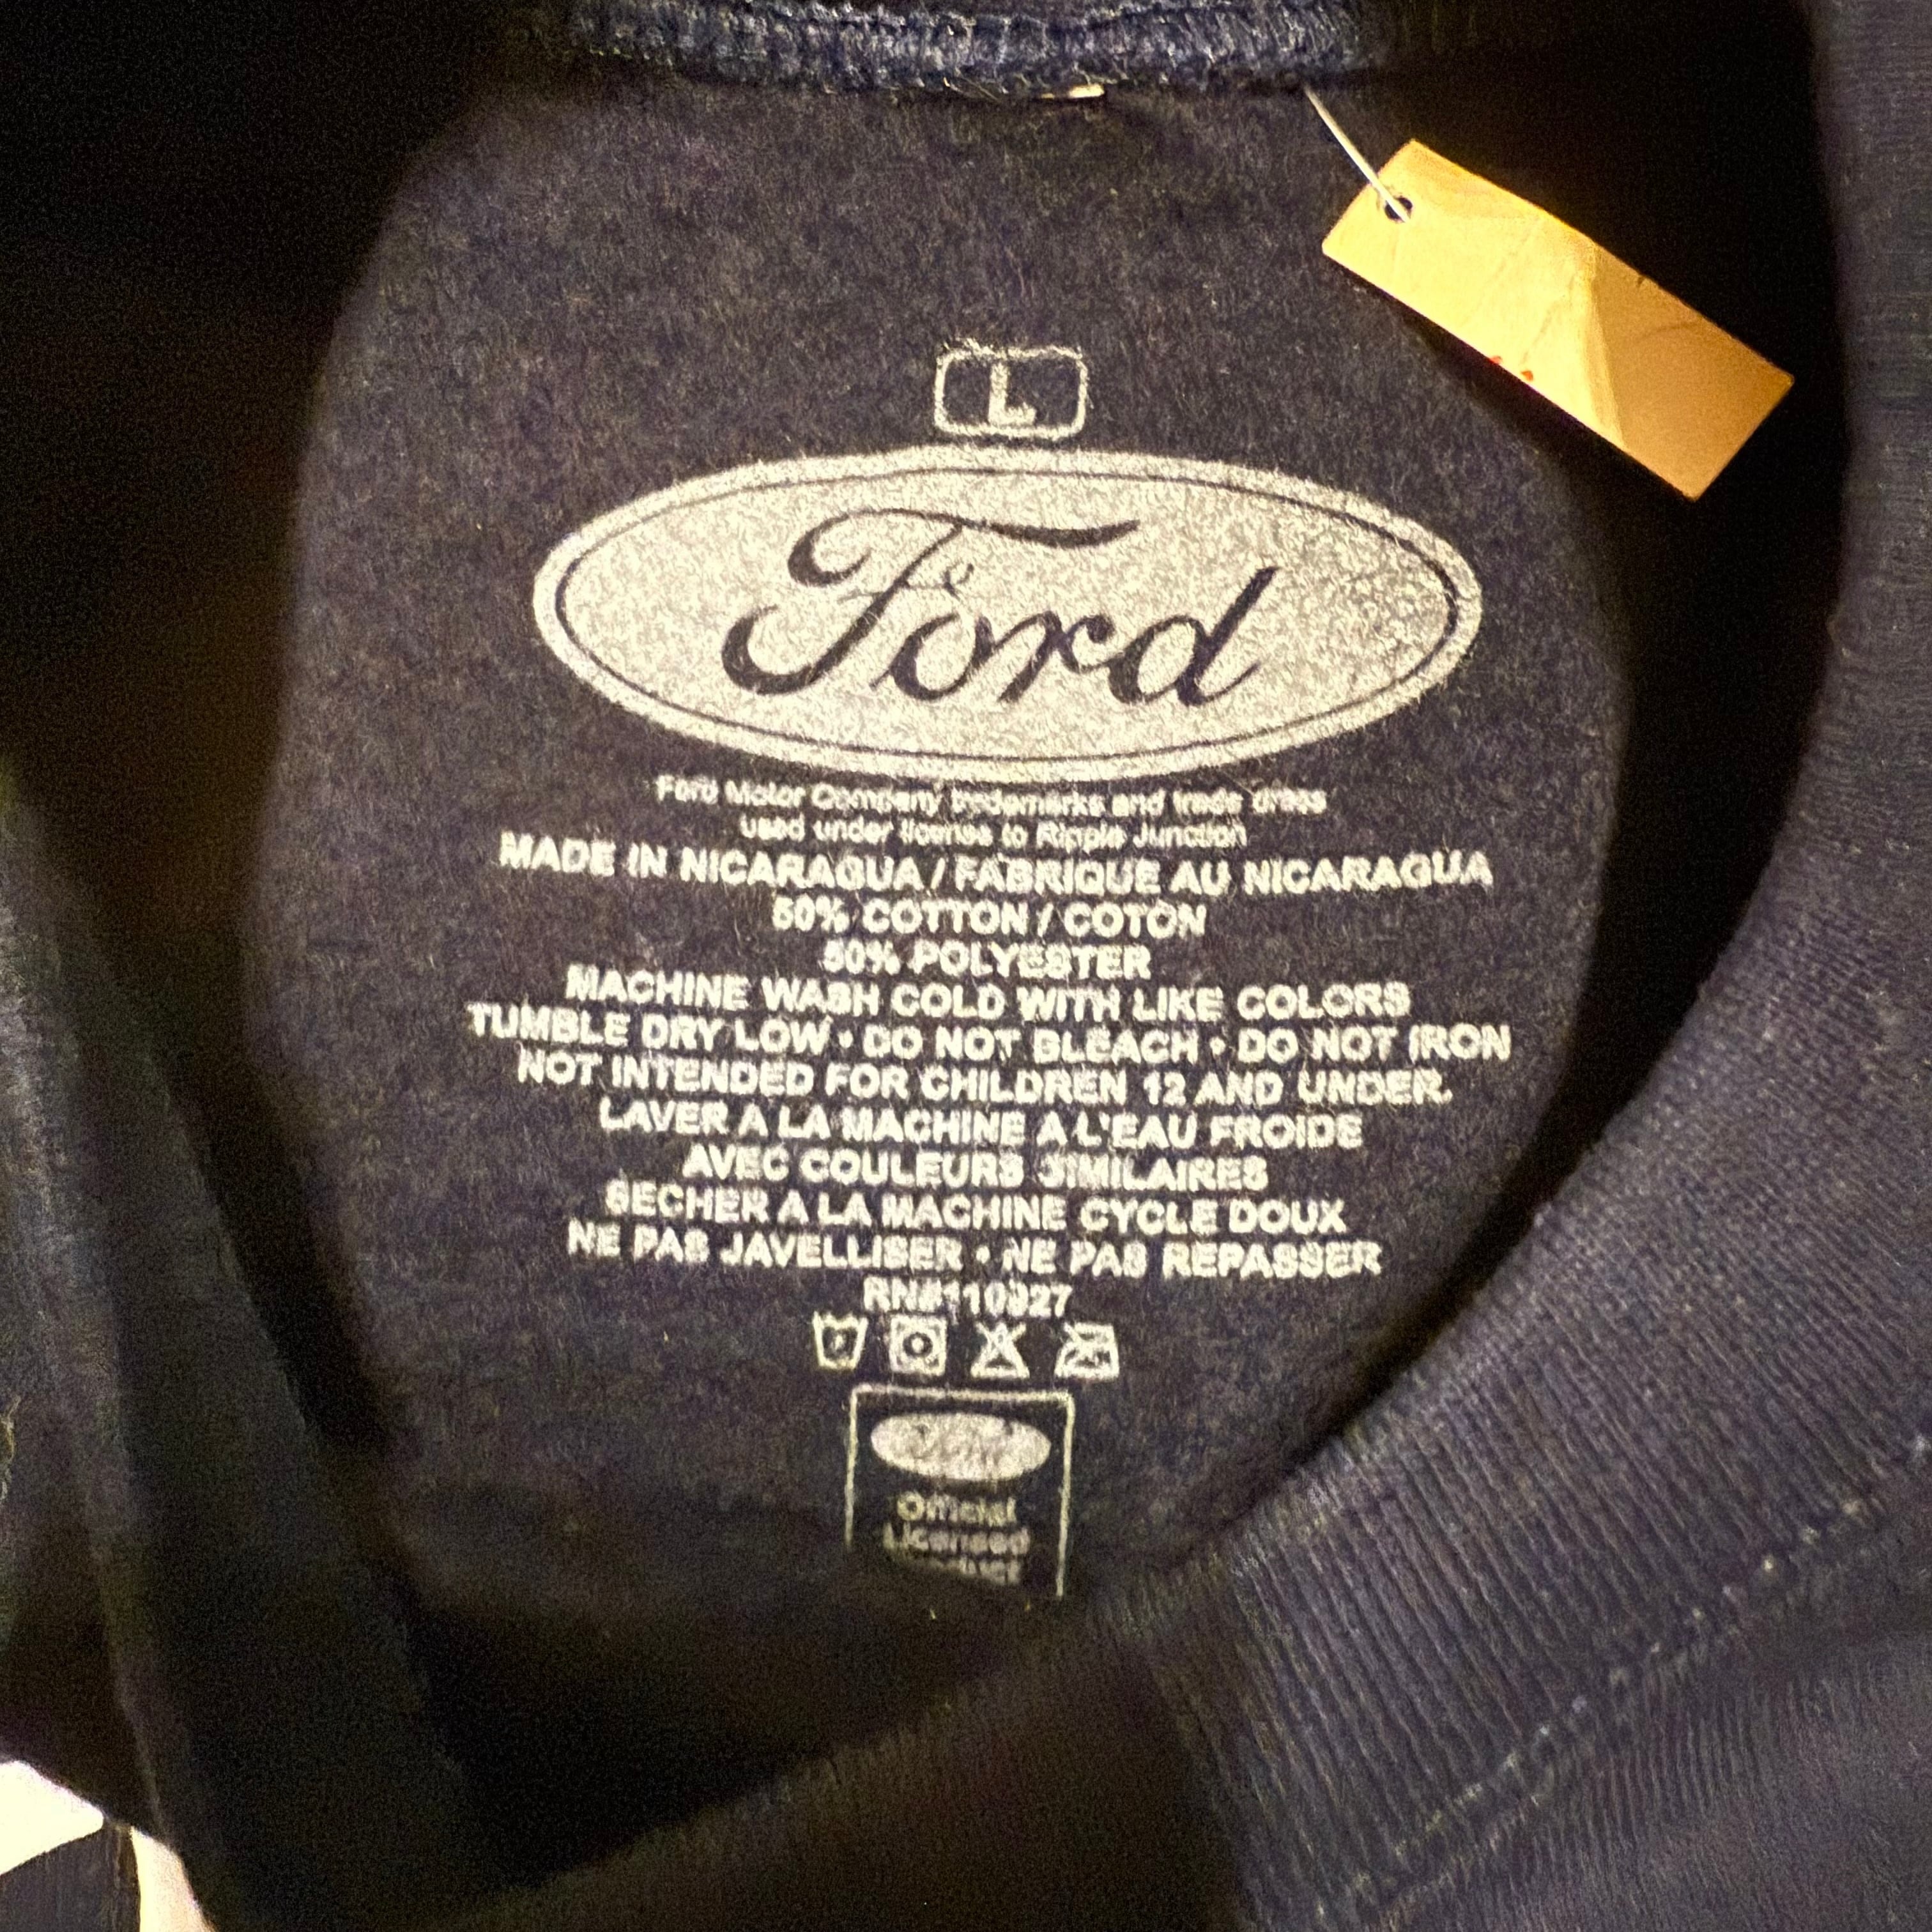 L
Ford
Ford Motor Company trademarks and trade dress
used under license to Ripple Junction
MADE IN NICARAGUA / FABRIQUE AU NICARAGUA
50% COTTON / COTON
50% POLYESTER
MACHINE WASH COLD WITH LIKE COLORS
TUMBLE DRY LOW • DO NOT BLEACH • DO NOT IRON
NOT INTENDED FOR CHILDREN 12 AND UNDER.
LAVER A LA MACHINE A L'EAU FROIDE
AVEC COULEURS SIMILAIRES
SECHER A LA MACHINE CYCLE DOUX
NE PAS JAVELLISER • NE PAS REPASSER
RN#110327
Ford
Official
Licensed
Product